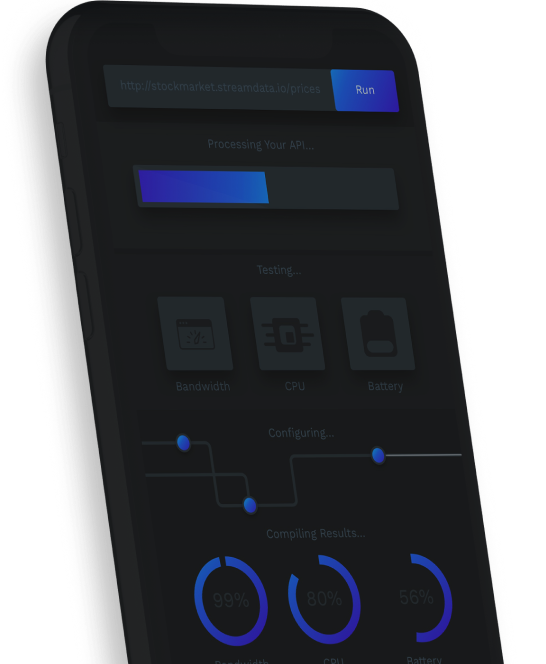 http://stockmarket.streamdata.io/prices Run
Processing Your API...
Testing...
Bandwidth CPU Battery
Configuring...
Compiling Results...
99% 80% 56%
Bandwidth CPU Battery